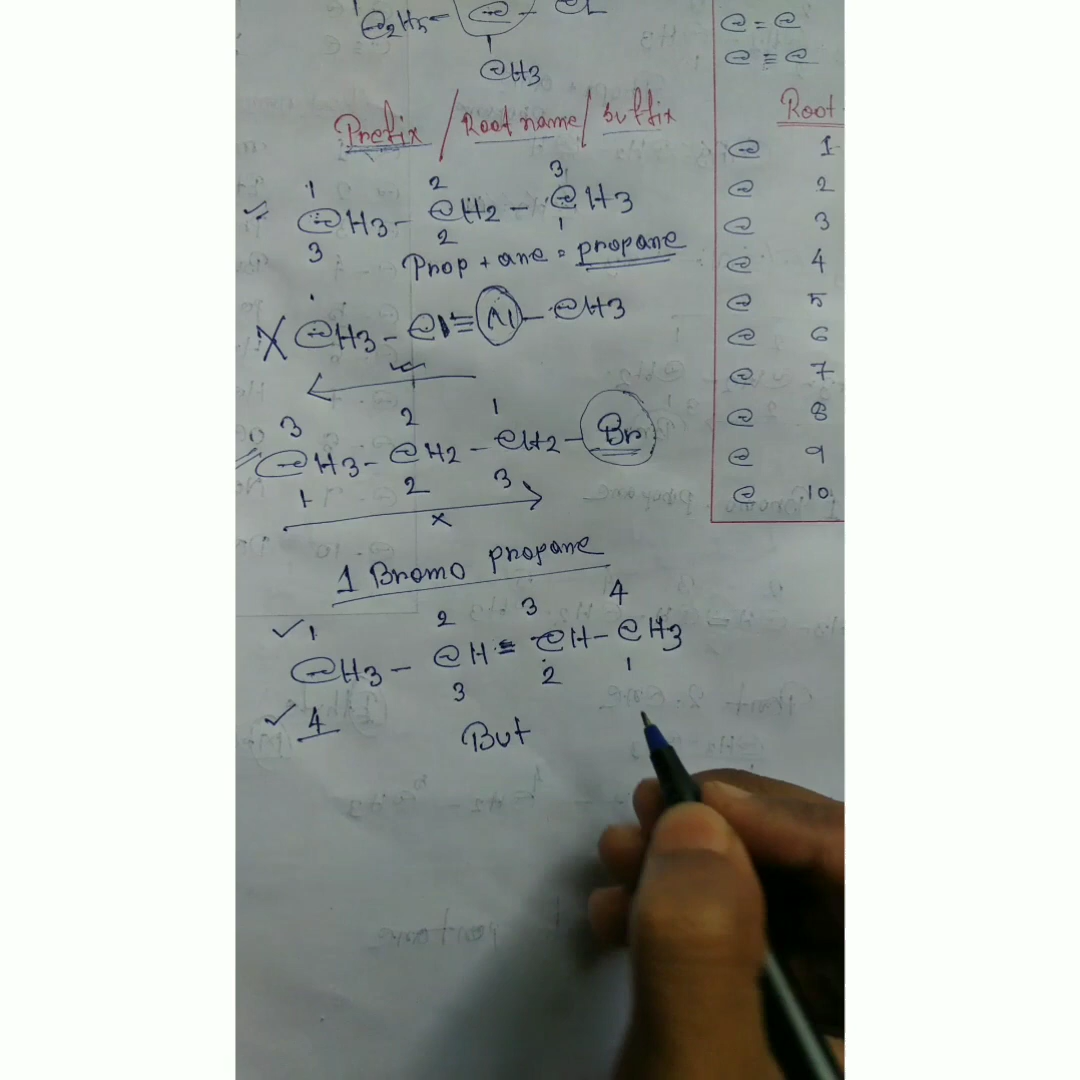 C2H5-
CH3
Prefix / Root name / Suffix
1 2 3
CH3 - CH2 - CH3
3 2 1
Prop + ane = propane
X CH3 - C ≡ - CH3
3 2 1
CH3 - CH2 - CH2 - Br
1 2 3
x
1 Bromo propane
1 2 3 4
✓ CH3 - CH = CH - CH3
3 2 1
✓ 4
But
C = C
C ≡ C
Root
C 1
C 2
C 3
C 4
C 5
C 6
C 7
C 8
C 9
C 10